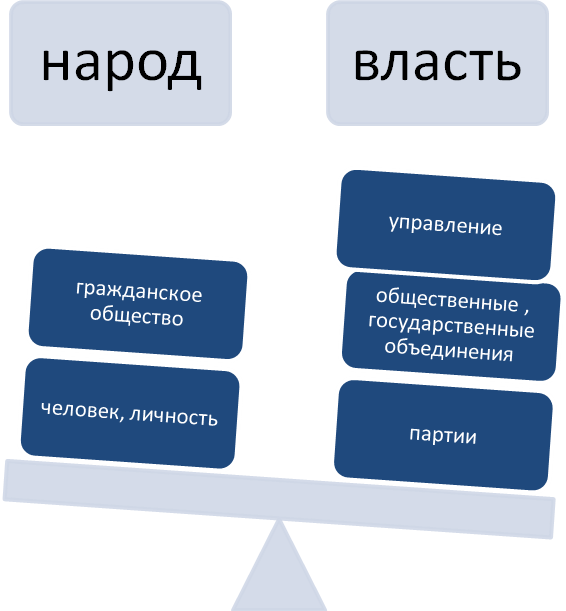 народ
власть
управление
гражданское
общество
общественные ,
государственные
объединения
человек, личность
партии